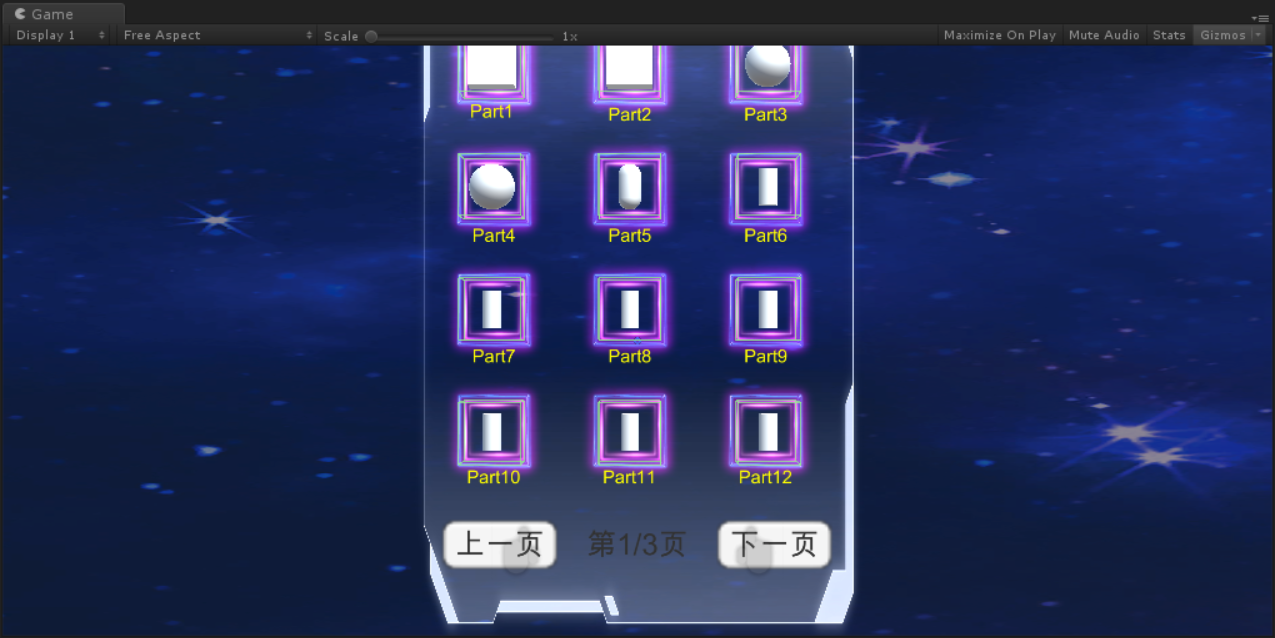 Game
Display 1 Free Aspect Scale 1x Maximize On Play Mute Audio Stats Gizmos
Part1 Part2 Part3
Part4 Part5 Part6
Part7 Part8 Part9
Part10 Part11 Part12
上一页 第1/3页 下一页